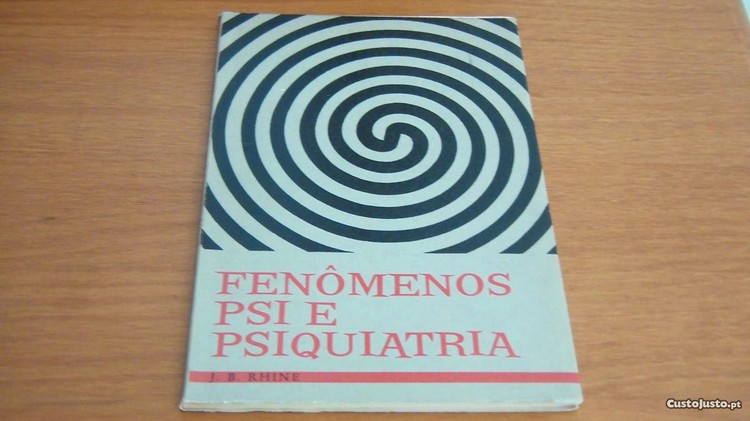 FENÔMENOS
PSI E
PSIQUIATRIA
J. B. RHINE
CustoJusto.pt